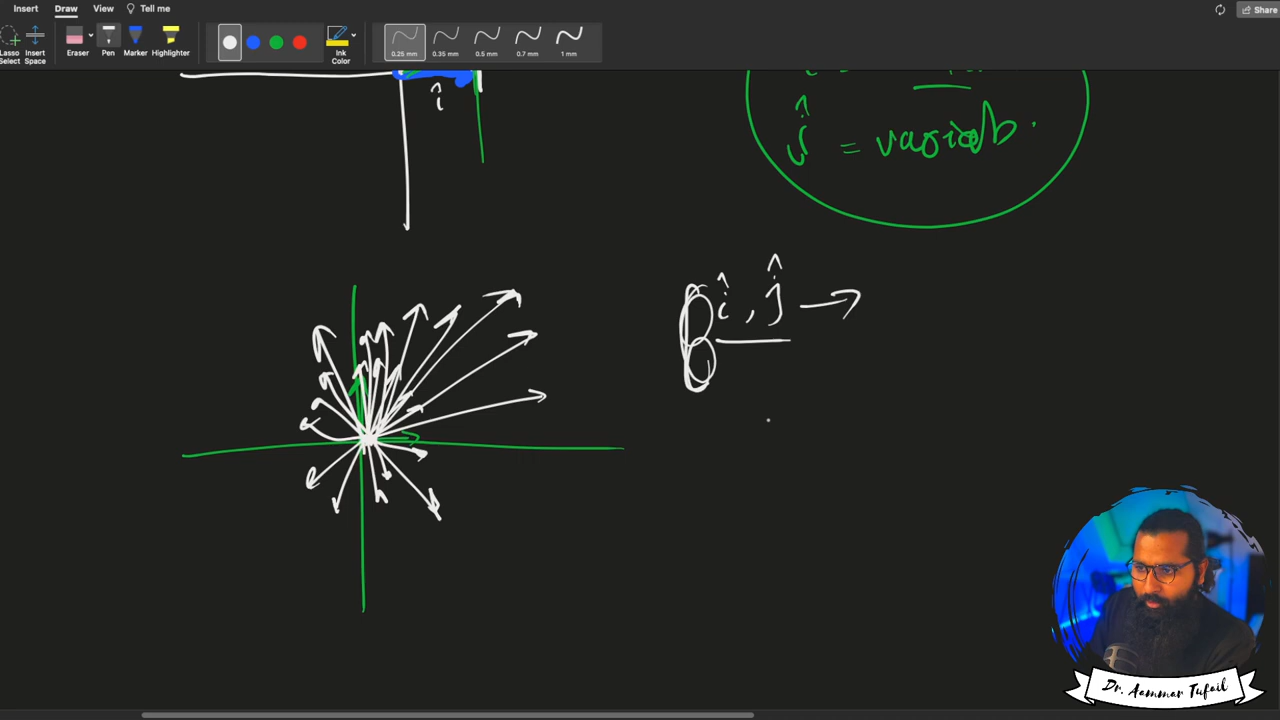 Insert Draw View Tell me
Share
Lasso Select
Insert Space
Eraser
Pen
Marker
Highlighter
Ink Color
0.25 mm
0.35 mm
0.5 mm
0.7 mm
1 mm
î
ĵ = variab.
î , ĵ →
Dr. Aammar Tufail